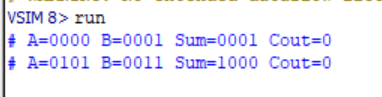 VSIM 8> run
# A=0000 B=0001 Sum=0001 Cout=0
# A=0101 B=0011 Sum=1000 Cout=0